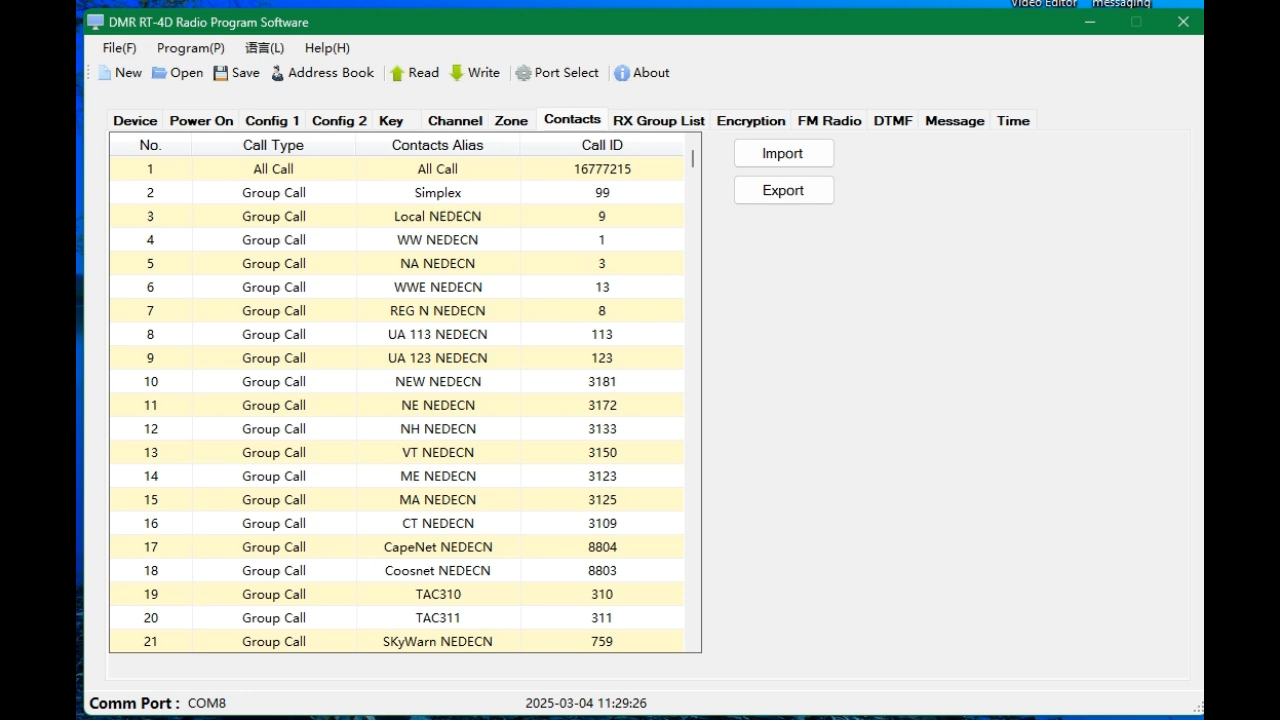 Video Editor messaging
DMR RT-4D Radio Program Software
File(F) Program(P) 语言(L) Help(H)
New Open Save Address Book Read Write Port Select About
Device Power On Config 1 Config 2 Key Channel Zone Contacts RX Group List Encryption FM Radio DTMF Message Time
No. Call Type Contacts Alias Call ID
1 All Call All Call 16777215
2 Group Call Simplex 99
3 Group Call Local NEDECN 9
4 Group Call WW NEDECN 1
5 Group Call NA NEDECN 3
6 Group Call WWE NEDECN 13
7 Group Call REG N NEDECN 8
8 Group Call UA 113 NEDECN 113
9 Group Call UA 123 NEDECN 123
10 Group Call NEW NEDECN 3181
11 Group Call NE NEDECN 3172
12 Group Call NH NEDECN 3133
13 Group Call VT NEDECN 3150
14 Group Call ME NEDECN 3123
15 Group Call MA NEDECN 3125
16 Group Call CT NEDECN 3109
17 Group Call CapeNet NEDECN 8804
18 Group Call Coosnet NEDECN 8803
19 Group Call TAC310 310
20 Group Call TAC311 311
21 Group Call SKyWarn NEDECN 759
Import
Export
Comm Port : COM8 2025-03-04 11:29:26